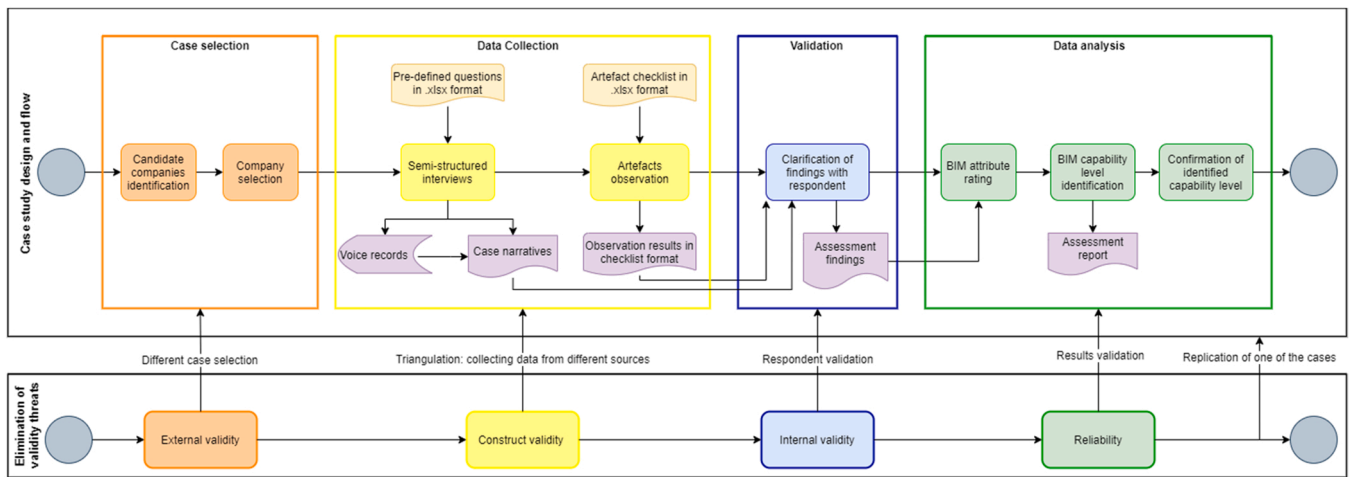 Case study design and flow
Case selection
Data Collection
Validation
Data analysis
Pre-defined questions
in .xlsx format
Artefact checklist in
.xlsx format
Candidate
companies
identification
Company
selection
Semi-structured
interviews
Artefacts
observation
Clarification of
findings with
respondent
BIM attribute
rating
BIM capability
level identification
Confirmation of
identified
capability level
Voice records
Case narratives
Observation results in
checklist format
Assessment
findings
Assessment
report
Different case selection
Triangulation: collecting data from different sources
Respondent validation
Results validation
Replication of one of the cases
Elimination of
validity threats
External validity
Construct validity
Internal validity
Reliability